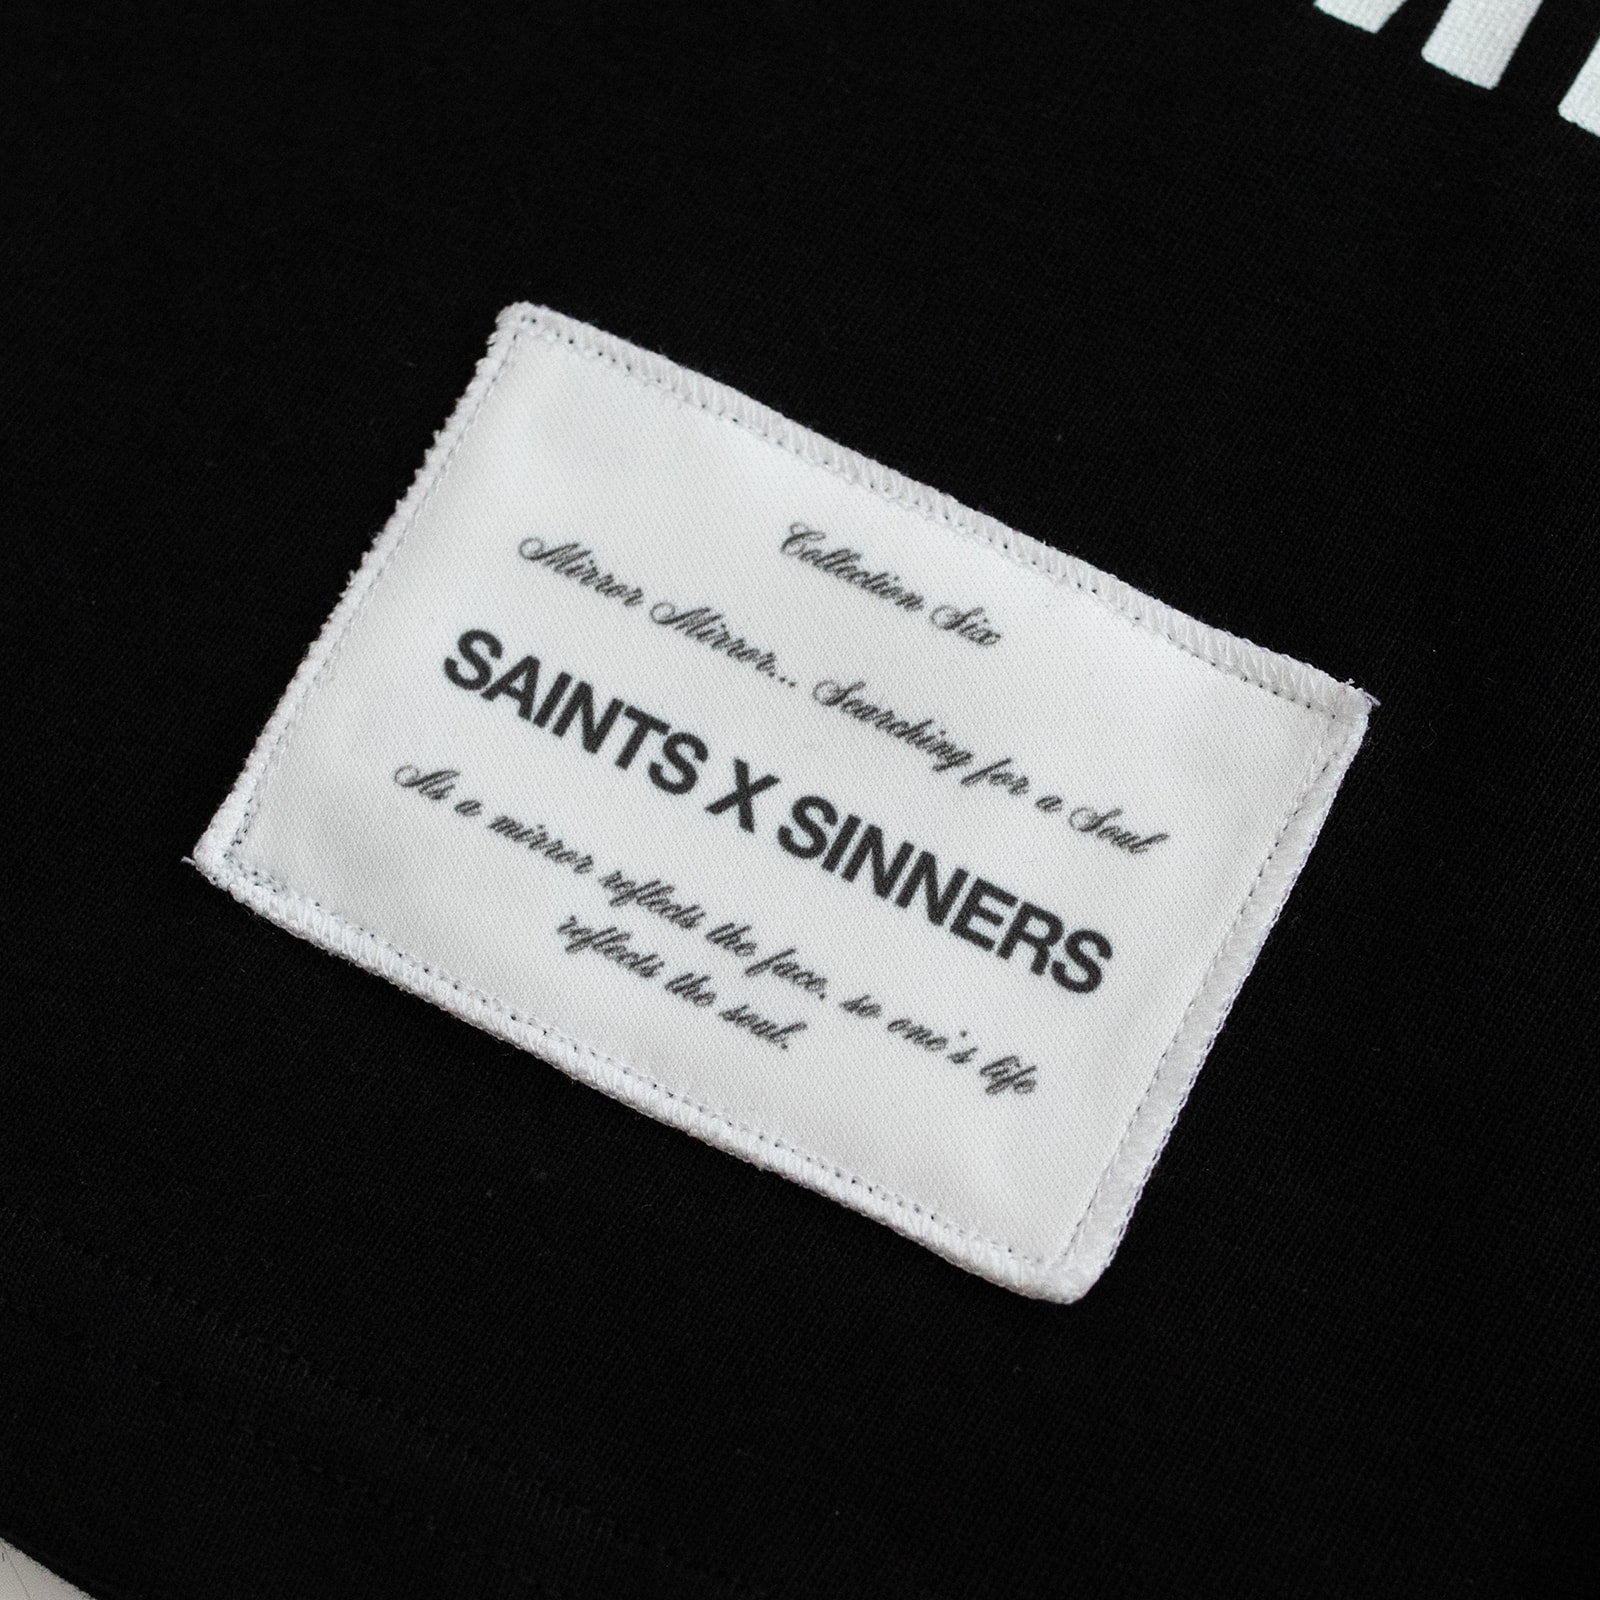 Collection Six
Mirror Mirror... Searching for a Soul
SAINTS X SINNERS
As a mirror reflects the face, so one's life
reflects the soul.